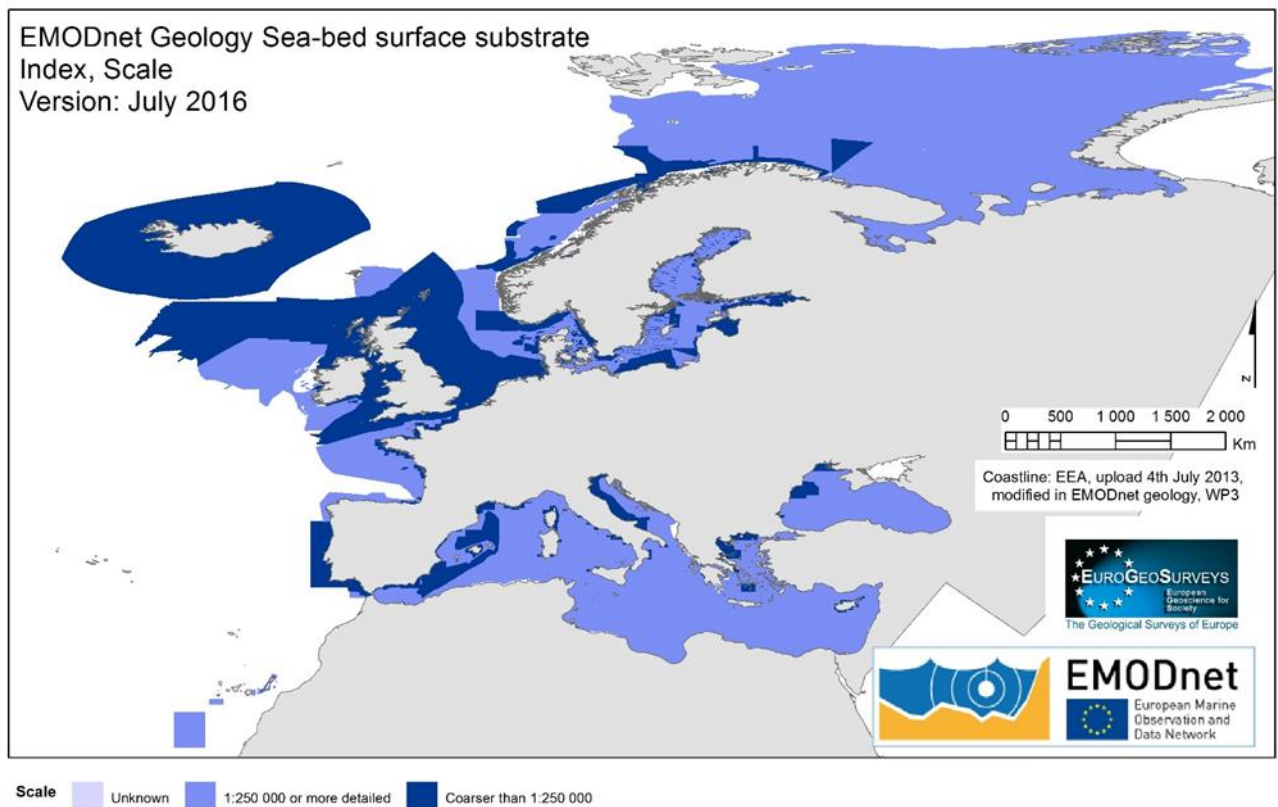 EMODnet Geology Sea-bed surface substrate
Index, Scale
Version: July 2016
N
0 500 1 000 1 500 2 000
Km
Coastline: EEA, upload 4th July 2013,
modified in EMODnet geology, WP3
EUROGEOSURVEYS
European
Geoscience for
Society
The Geological Surveys of Europe
EMODnet
European Marine
Observation and
Data Network
Scale Unknown 1:250 000 or more detailed Coarser than 1:250 000